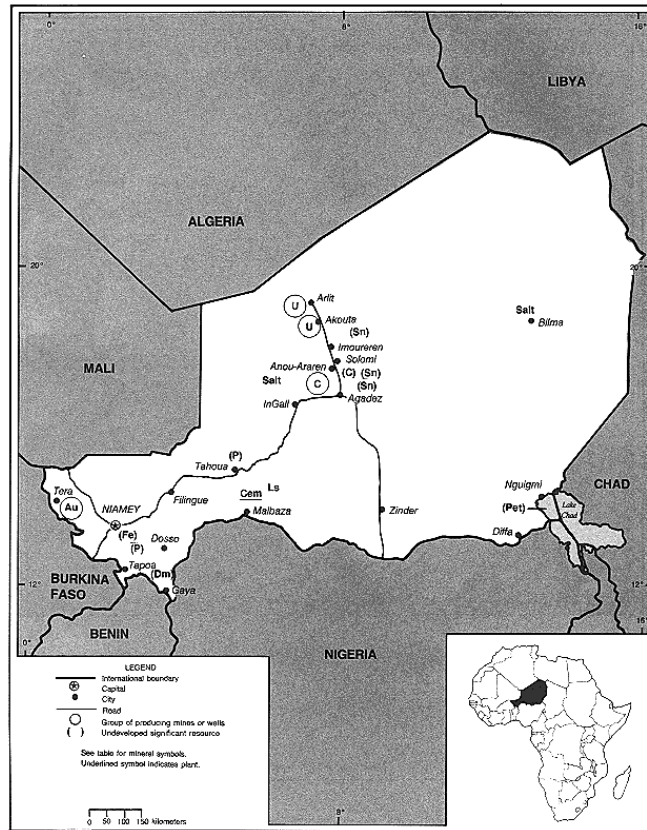 0°
8°
16°
LIBYA
ALGERIA
20°
20°
U
Arlit
U
Akouta
(Sn)
Salt
Bilma
Imoureren
Solomi
MALI
Anou-Araren
(C) (Sn)
Salt
C
(Sn)
InGall
Agadez
(P)
Tahoua
CHAD
Tera
Au
NIAMEY
Filingue
Cem
Ls
Malbaza
Zinder
Nguigmi
(Pet)
Lake
Chad
Diffa
(Fe)
(P)
Dosso
Tapoa
(Dm)
Gaya
BURKINA
FASO
12°
12°
BENIN
0°
NIGERIA
16°
LEGEND
International boundary
Capital
City
Road
Group of producing mines or wells
( ) Undeveloped significant resource
See table for mineral symbols.
Underlined symbol indicates plant.
0 50 100 150
kilometers
8°